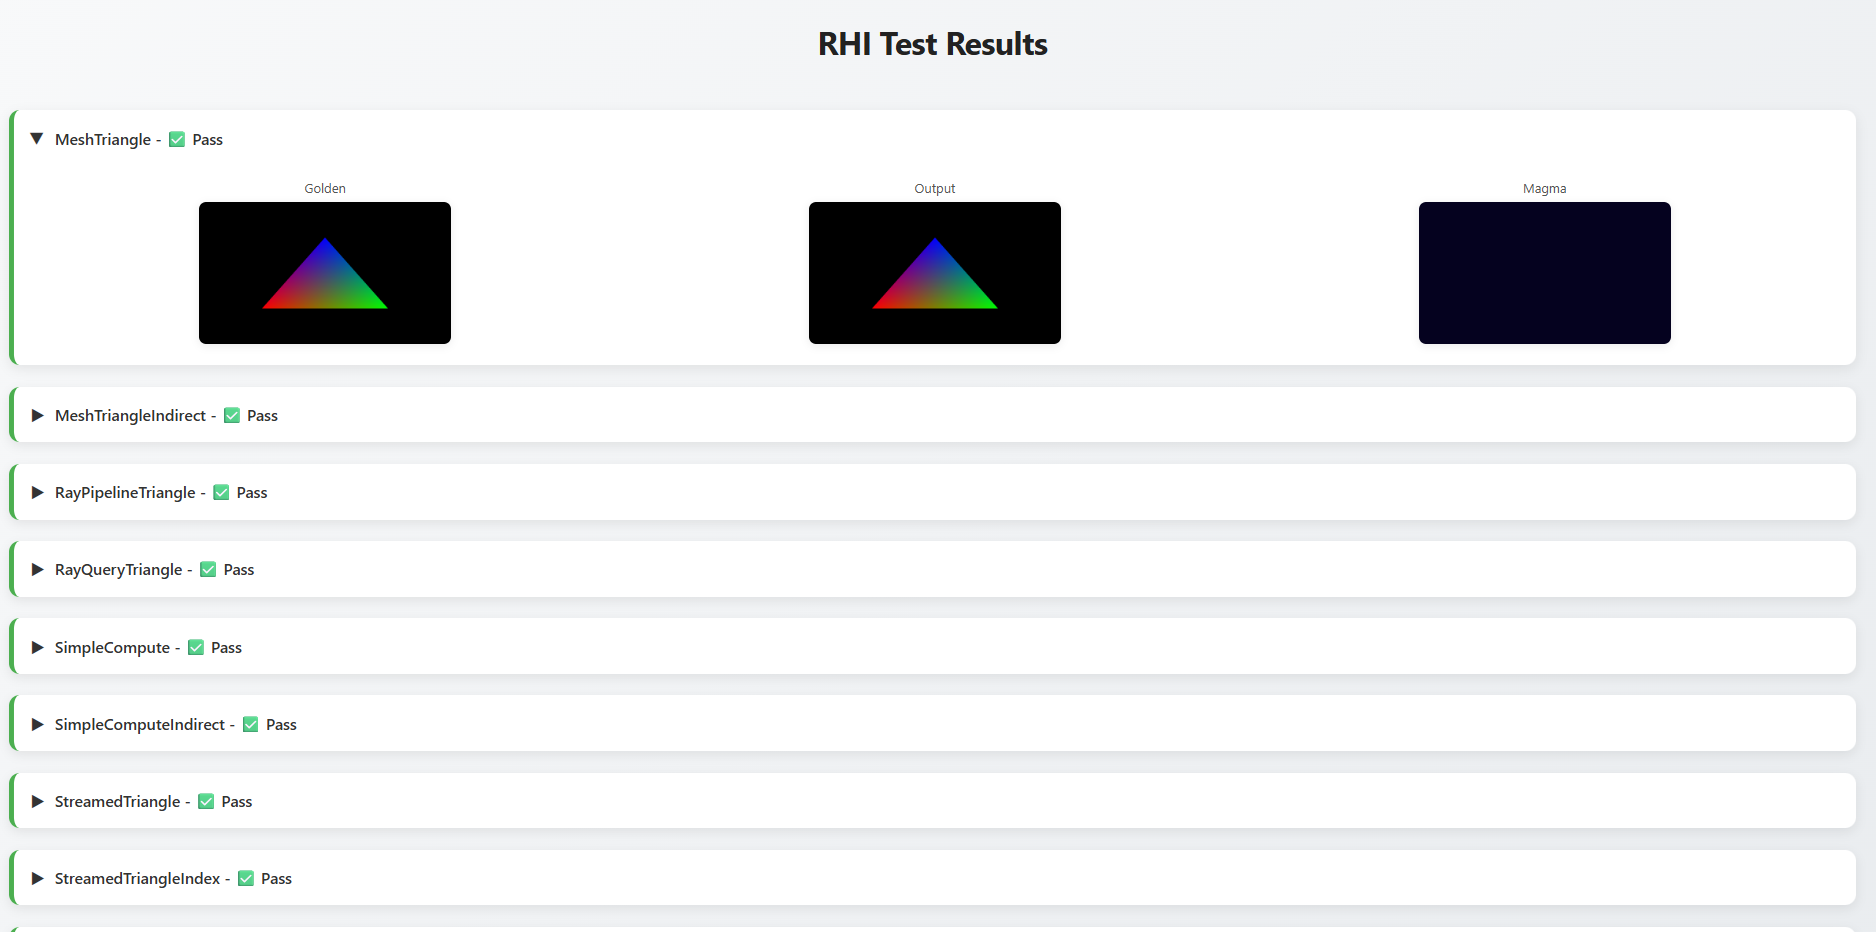 RHI Test Results
▼ MeshTriangle - ✅ Pass
Golden
Output
Magma
▶ MeshTriangleIndirect - ✅ Pass
▶ RayPipelineTriangle - ✅ Pass
▶ RayQueryTriangle - ✅ Pass
▶ SimpleCompute - ✅ Pass
▶ SimpleComputeIndirect - ✅ Pass
▶ StreamedTriangle - ✅ Pass
▶ StreamedTriangleIndex - ✅ Pass